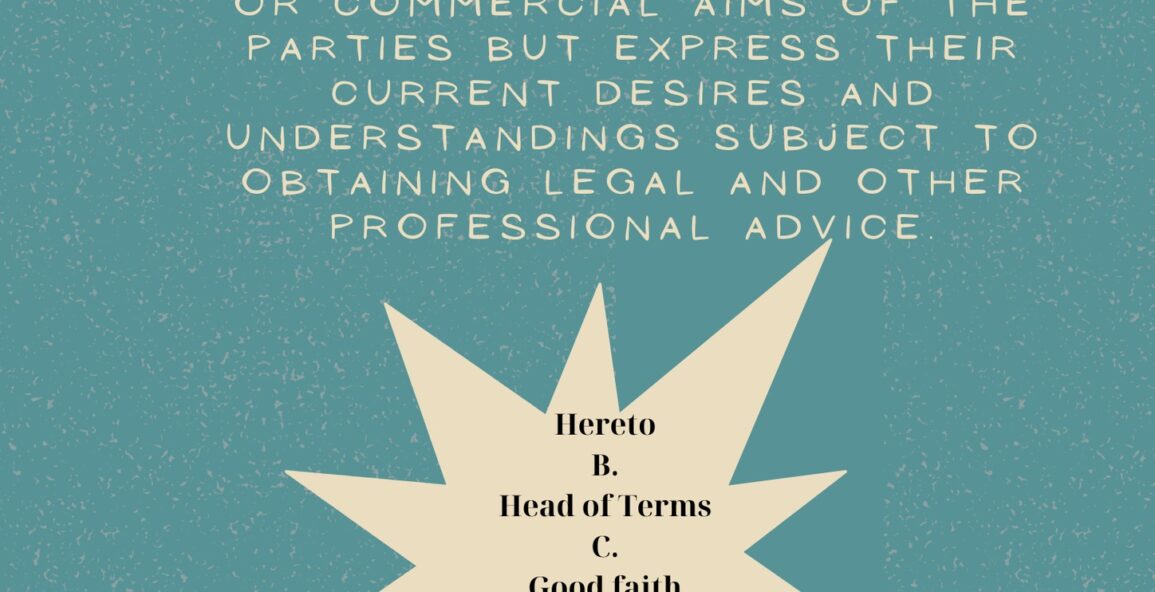 OR COMMERCIAL AIMS OF THE
PARTIES BUT EXPRESS THEIR
CURRENT DESIRES AND
UNDERSTANDINGS SUBJECT TO
OBTAINING LEGAL AND OTHER
PROFESSIONAL ADVICE.
Hereto
B.
Head of Terms
C.
Good faith